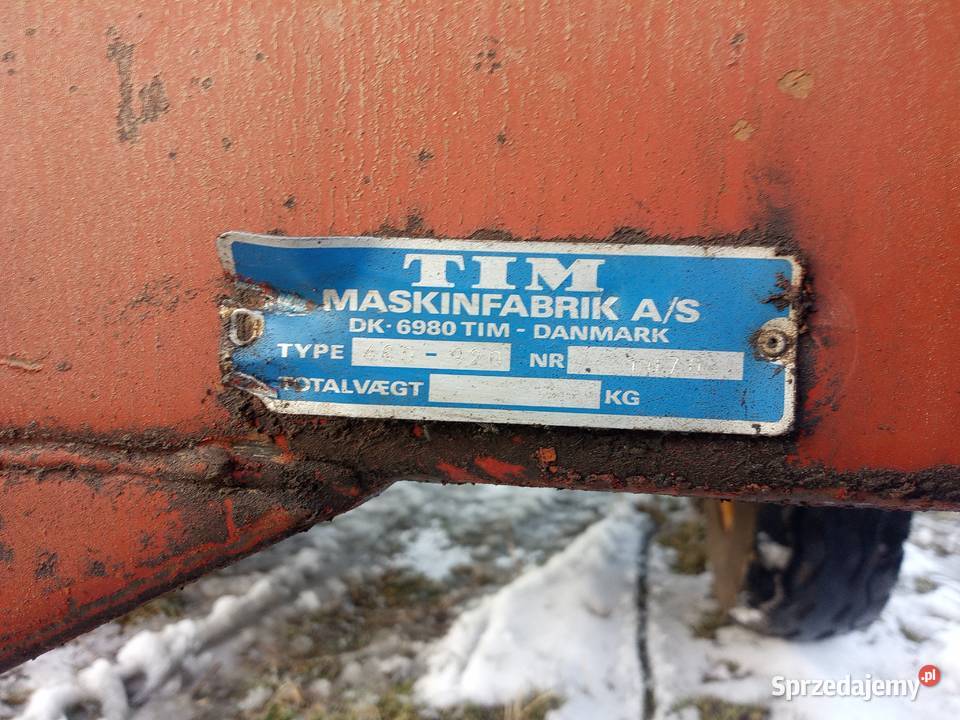 TIM
MASKINFABRIK A/S
DK·6980 TIM - DANMARK
TYPE NR
TOTALVÆGT KG
Sprzedajemy.pl